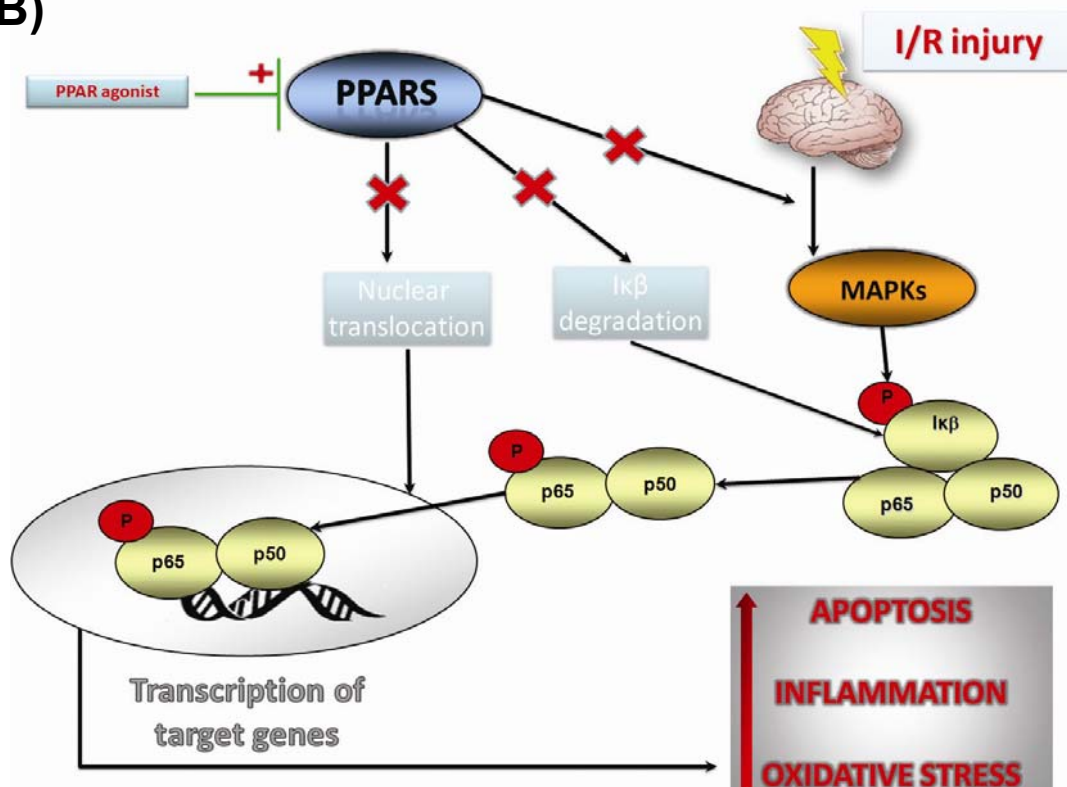 B)
I/R injury
PPAR agonist
+
PPARS
Nuclear
translocation
Iκβ
degradation
MAPKs
P
Iκβ
p65
p50
P
p65
p50
P
p65
p50
Transcription of
target genes
APOPTOSIS
INFLAMMATION
OXIDATIVE STRESS